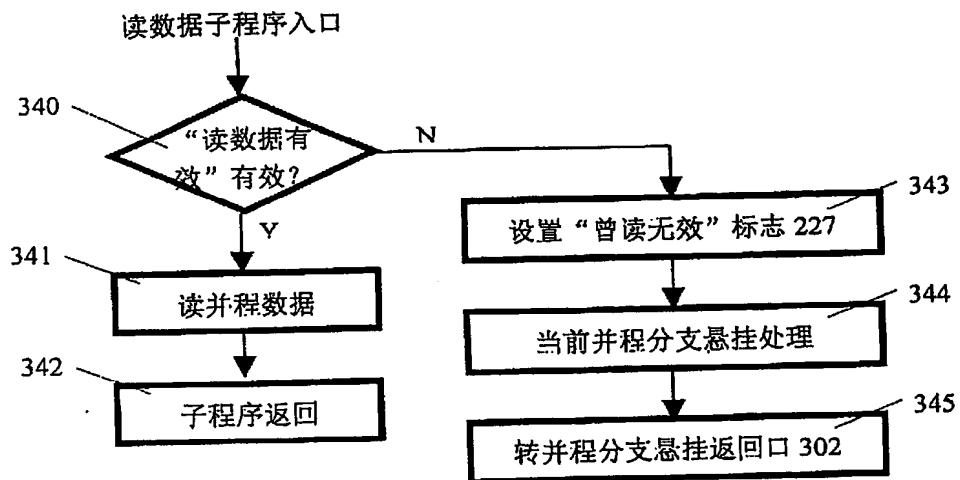 读数据子程序入口
340
“读数据有
效”有效?
N
Y
343
设置“曾读无效”标志 227
341
读并程数据
344
当前并程分支悬挂处理
342
子程序返回
345
转并程分支悬挂返回口 302